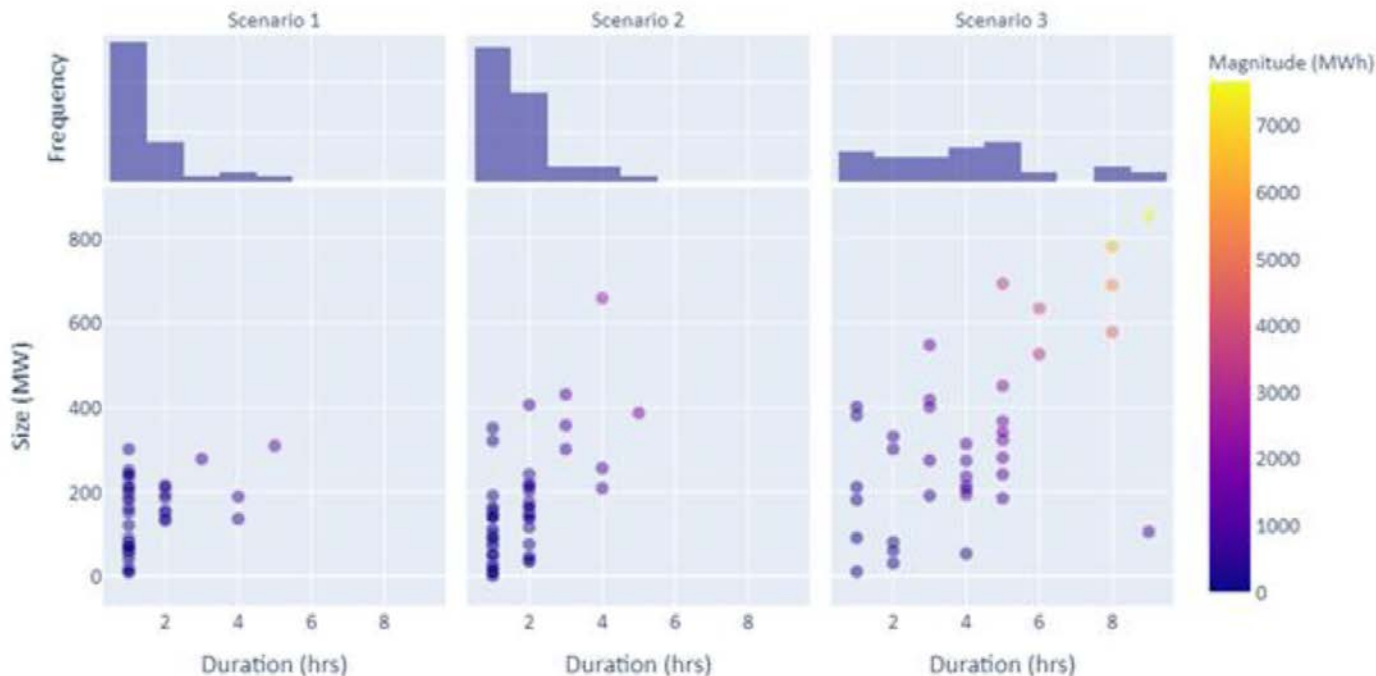 Scenario 1 Scenario 2 Scenario 3
Frequency
Magnitude (MWh)
7000
6000
5000
4000
3000
2000
1000
0
Size (MW)
800
600
400
200
0
2 4 6 8 2 4 6 8 2 4 6 8
Duration (hrs) Duration (hrs) Duration (hrs)